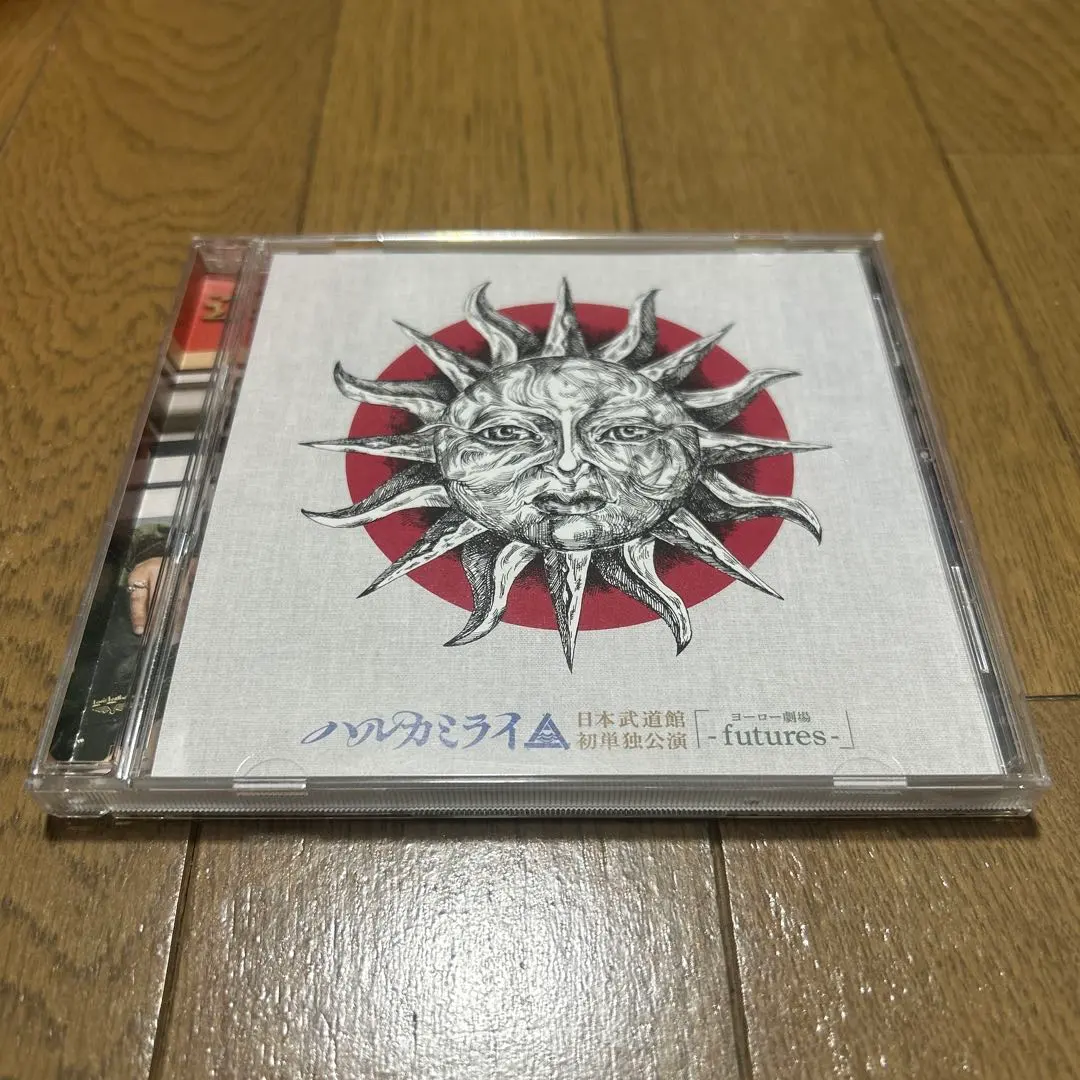 ハルカミライ
日本武道館
初単独公演
ヨーロー劇場
「-futures-」